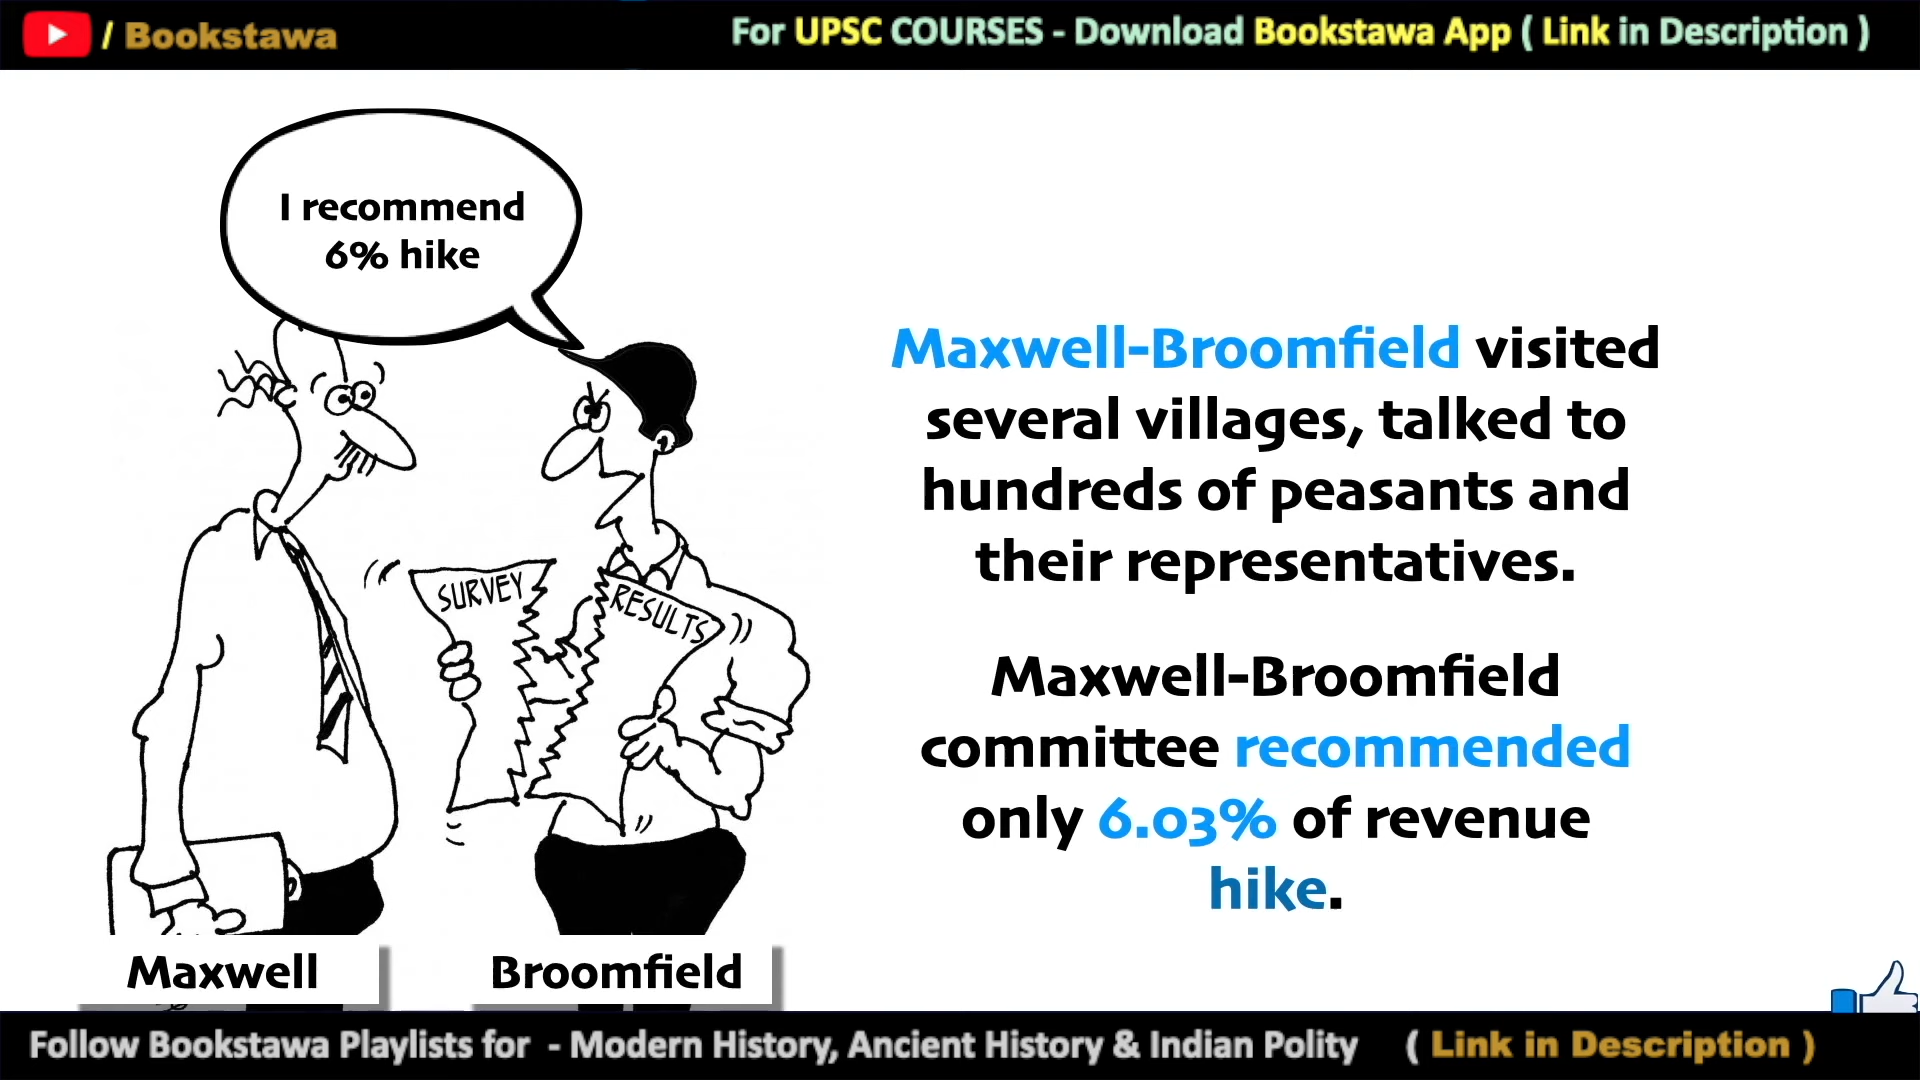 / Bookstawa
For UPSC COURSES - Download Bookstawa App ( Link in Description )
I recommend
6% hike
Maxwell-Broomfield visited
several villages, talked to
hundreds of peasants and
their representatives.
SURVEY
RESULTS
Maxwell-Broomfield
committee recommended
only 6.03% of revenue
hike.
Maxwell
Broomfield
Follow Bookstawa Playlists for - Modern History, Ancient History & Indian Polity ( Link in Description )